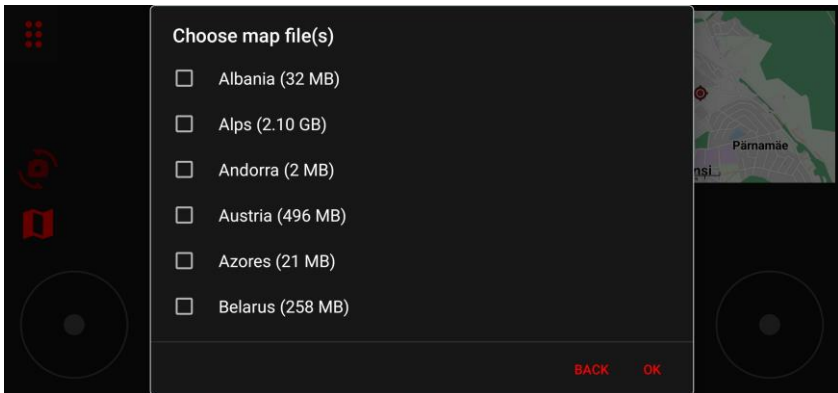 Choose map file(s)
Albania (32 MB)
Alps (2.10 GB)
Andorra (2 MB)
Austria (496 MB)
Azores (21 MB)
Belarus (258 MB)
BACK OK
Pärnamäe